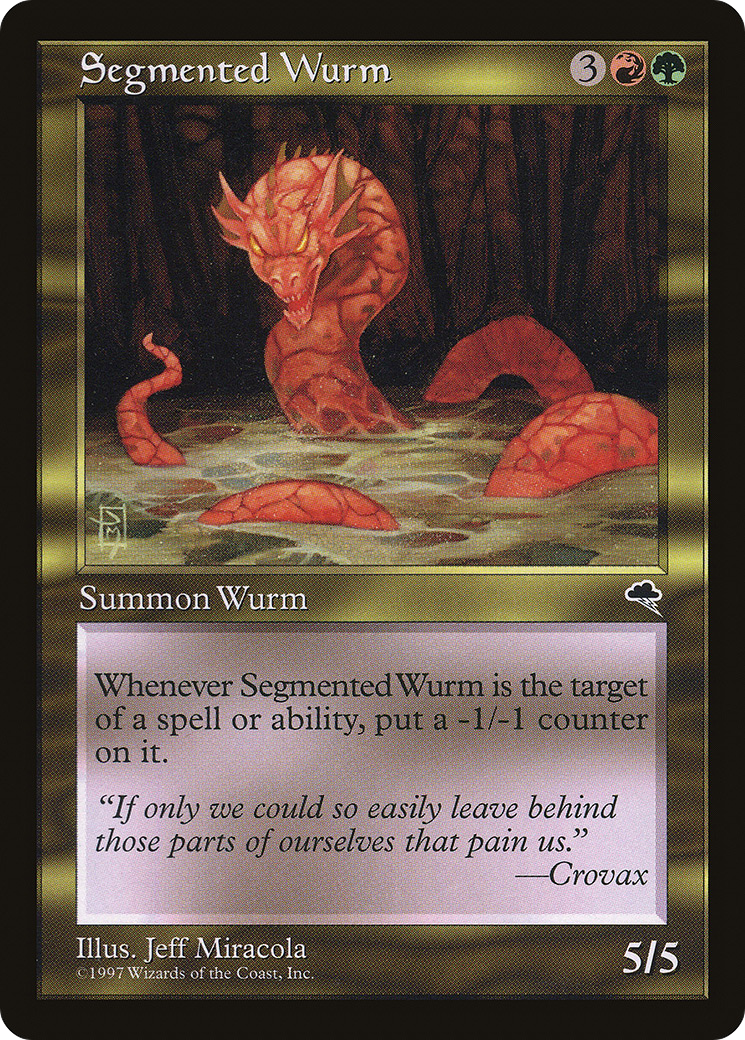 Segmented Wurm 3
Summon Wurm
Whenever Segmented Wurm is the target
of a spell or ability, put a -1/-1 counter
on it.
“If only we could so easily leave behind
those parts of ourselves that pain us.”
—Crovax
Illus. Jeff Miracola
©1997 Wizards of the Coast, Inc.
5/5